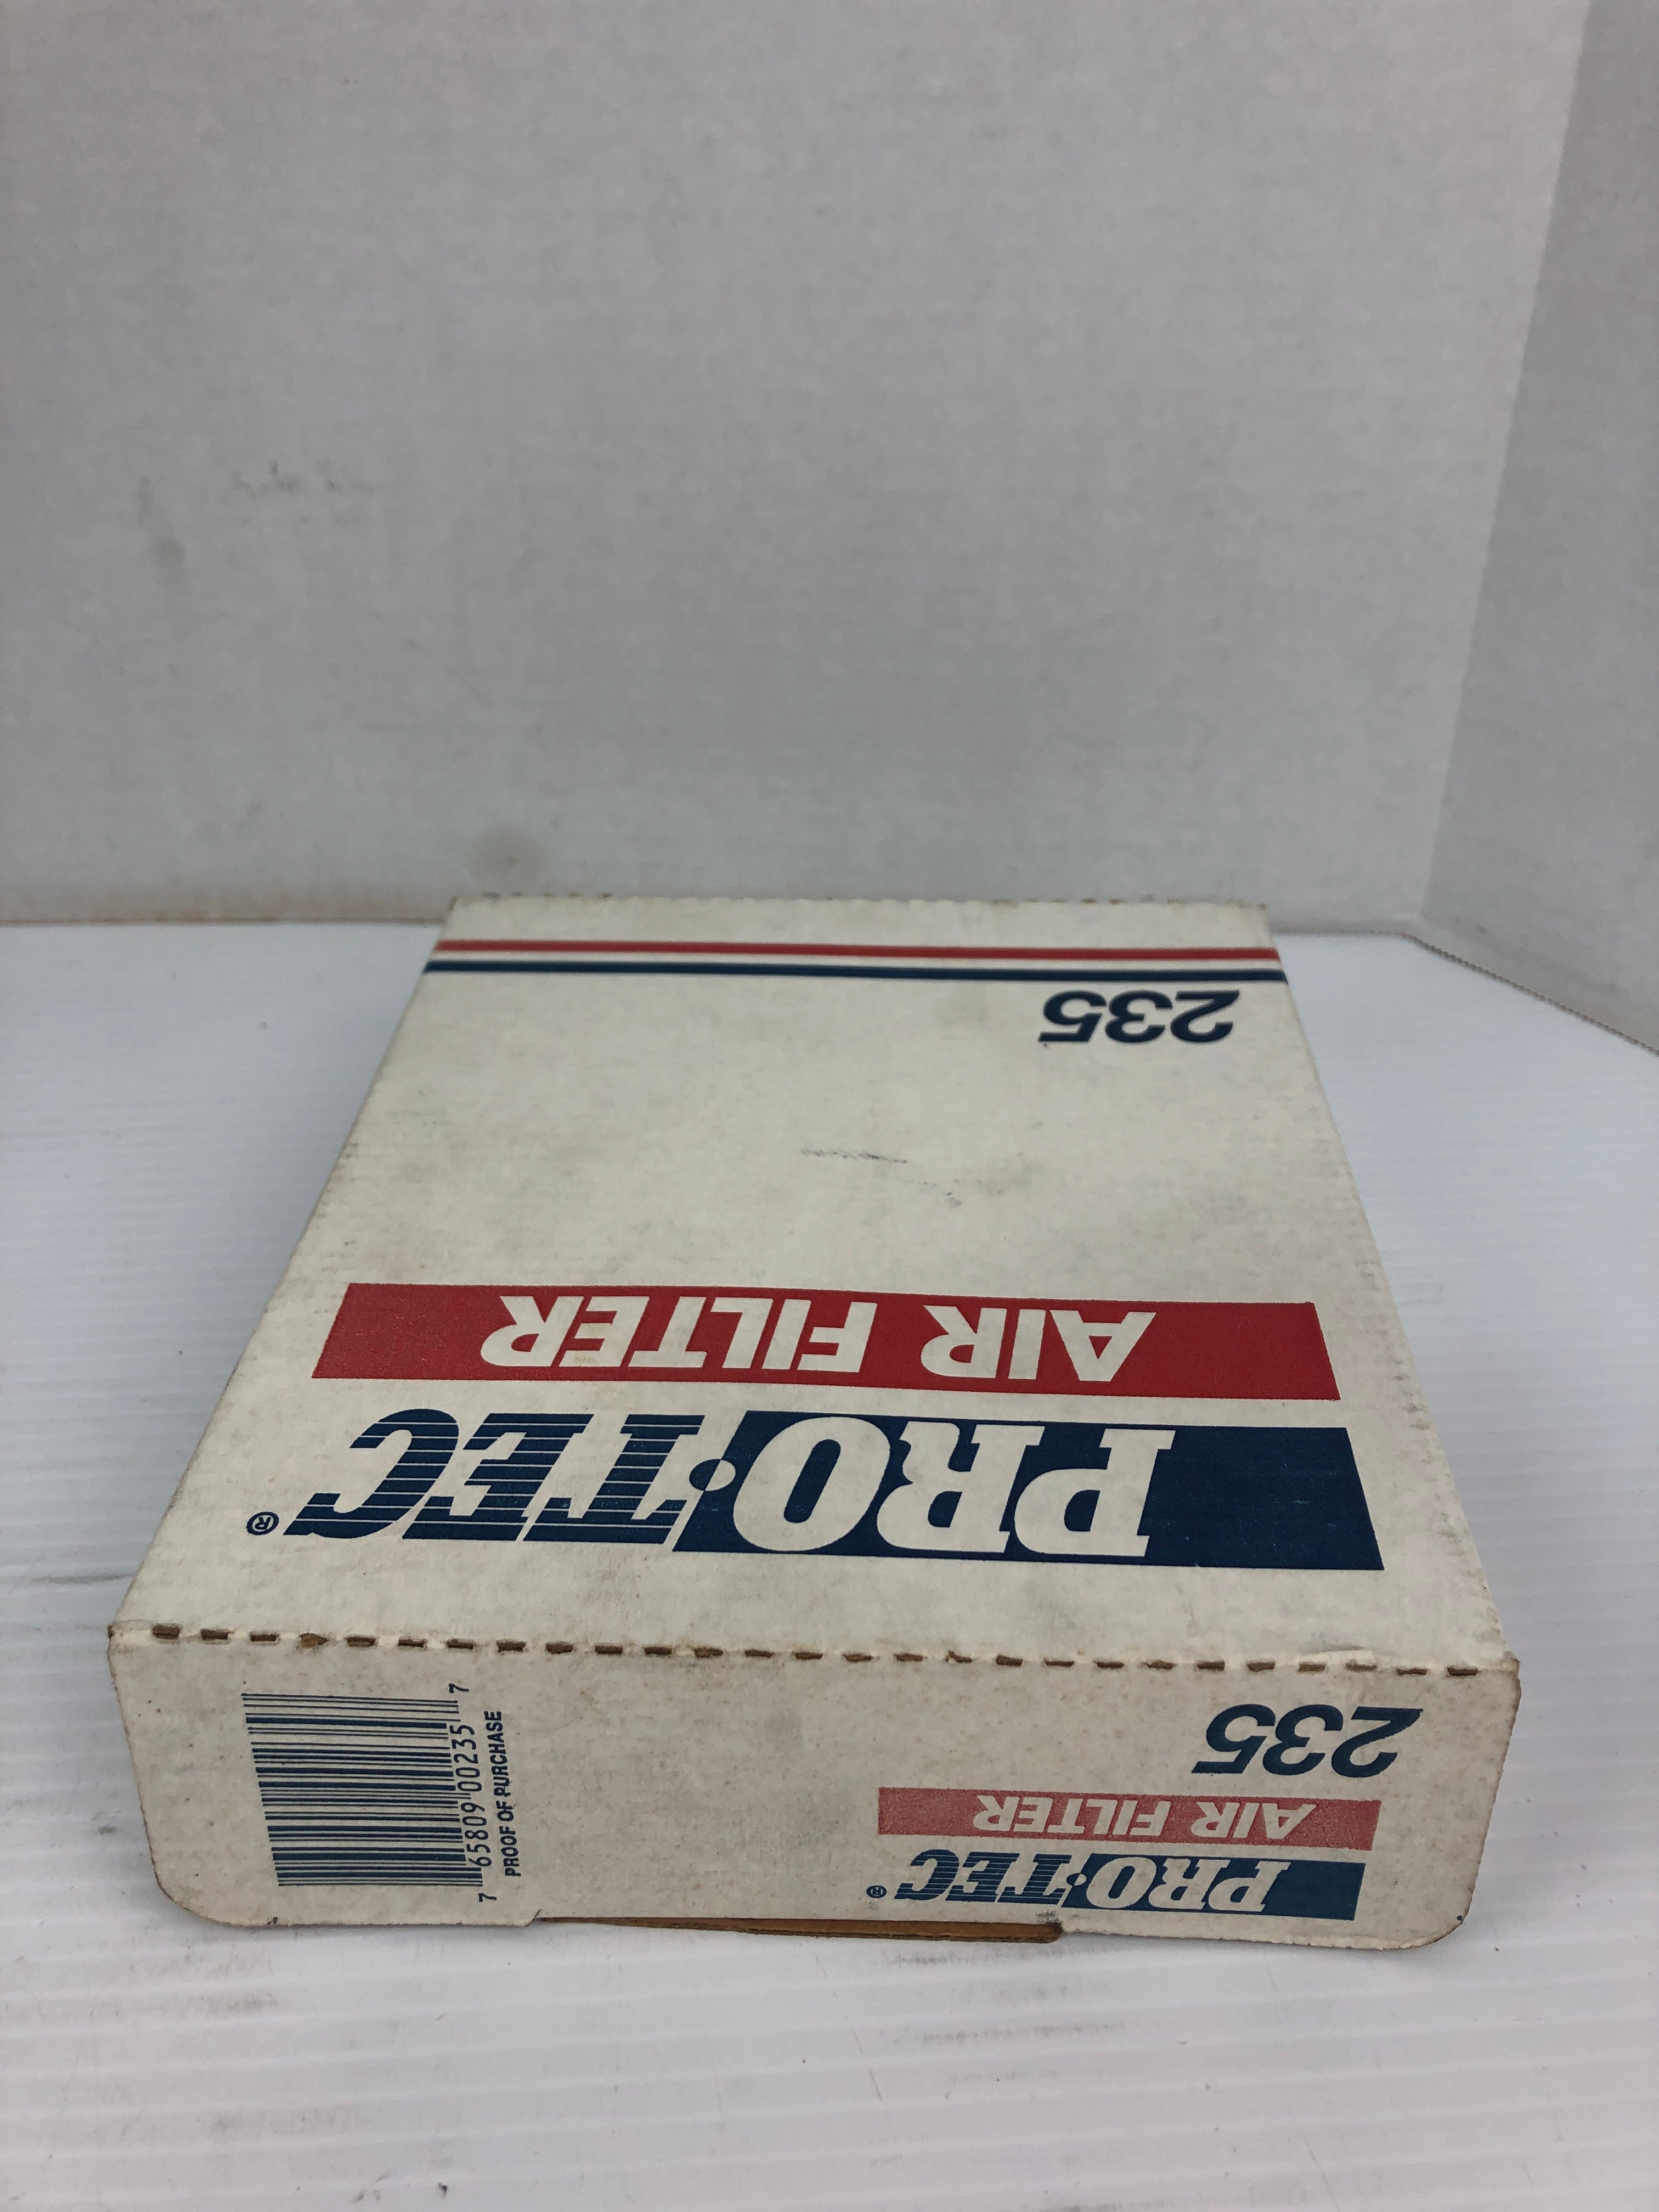 PRO•TEC®
AIR FILTER
235
PRO•TEC®
AIR FILTER
235
7 65809 00235 7
PROOF OF PURCHASE